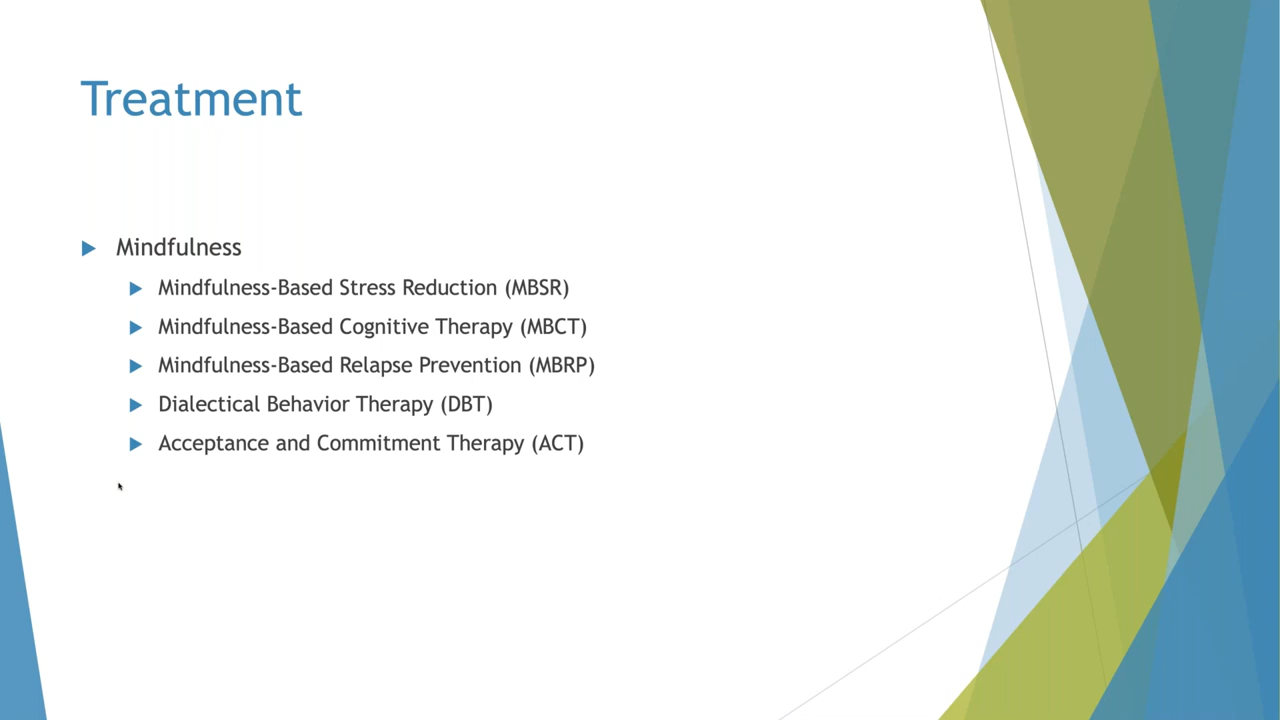 Treatment
Mindfulness
Mindfulness-Based Stress Reduction (MBSR)
Mindfulness-Based Cognitive Therapy (MBCT)
Mindfulness-Based Relapse Prevention (MBRP)
Dialectical Behavior Therapy (DBT)
Acceptance and Commitment Therapy (ACT)